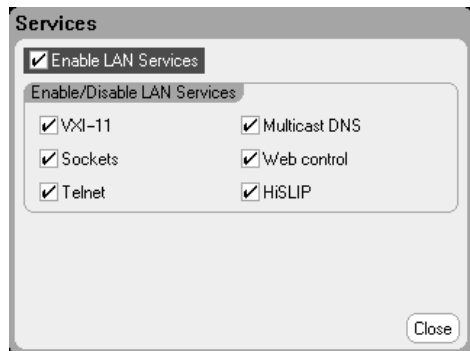 Services
Enable LAN Services
Enable/Disable LAN Services
VXI-11
Multicast DNS
Sockets
Web control
Telnet
HiSLIP
Close